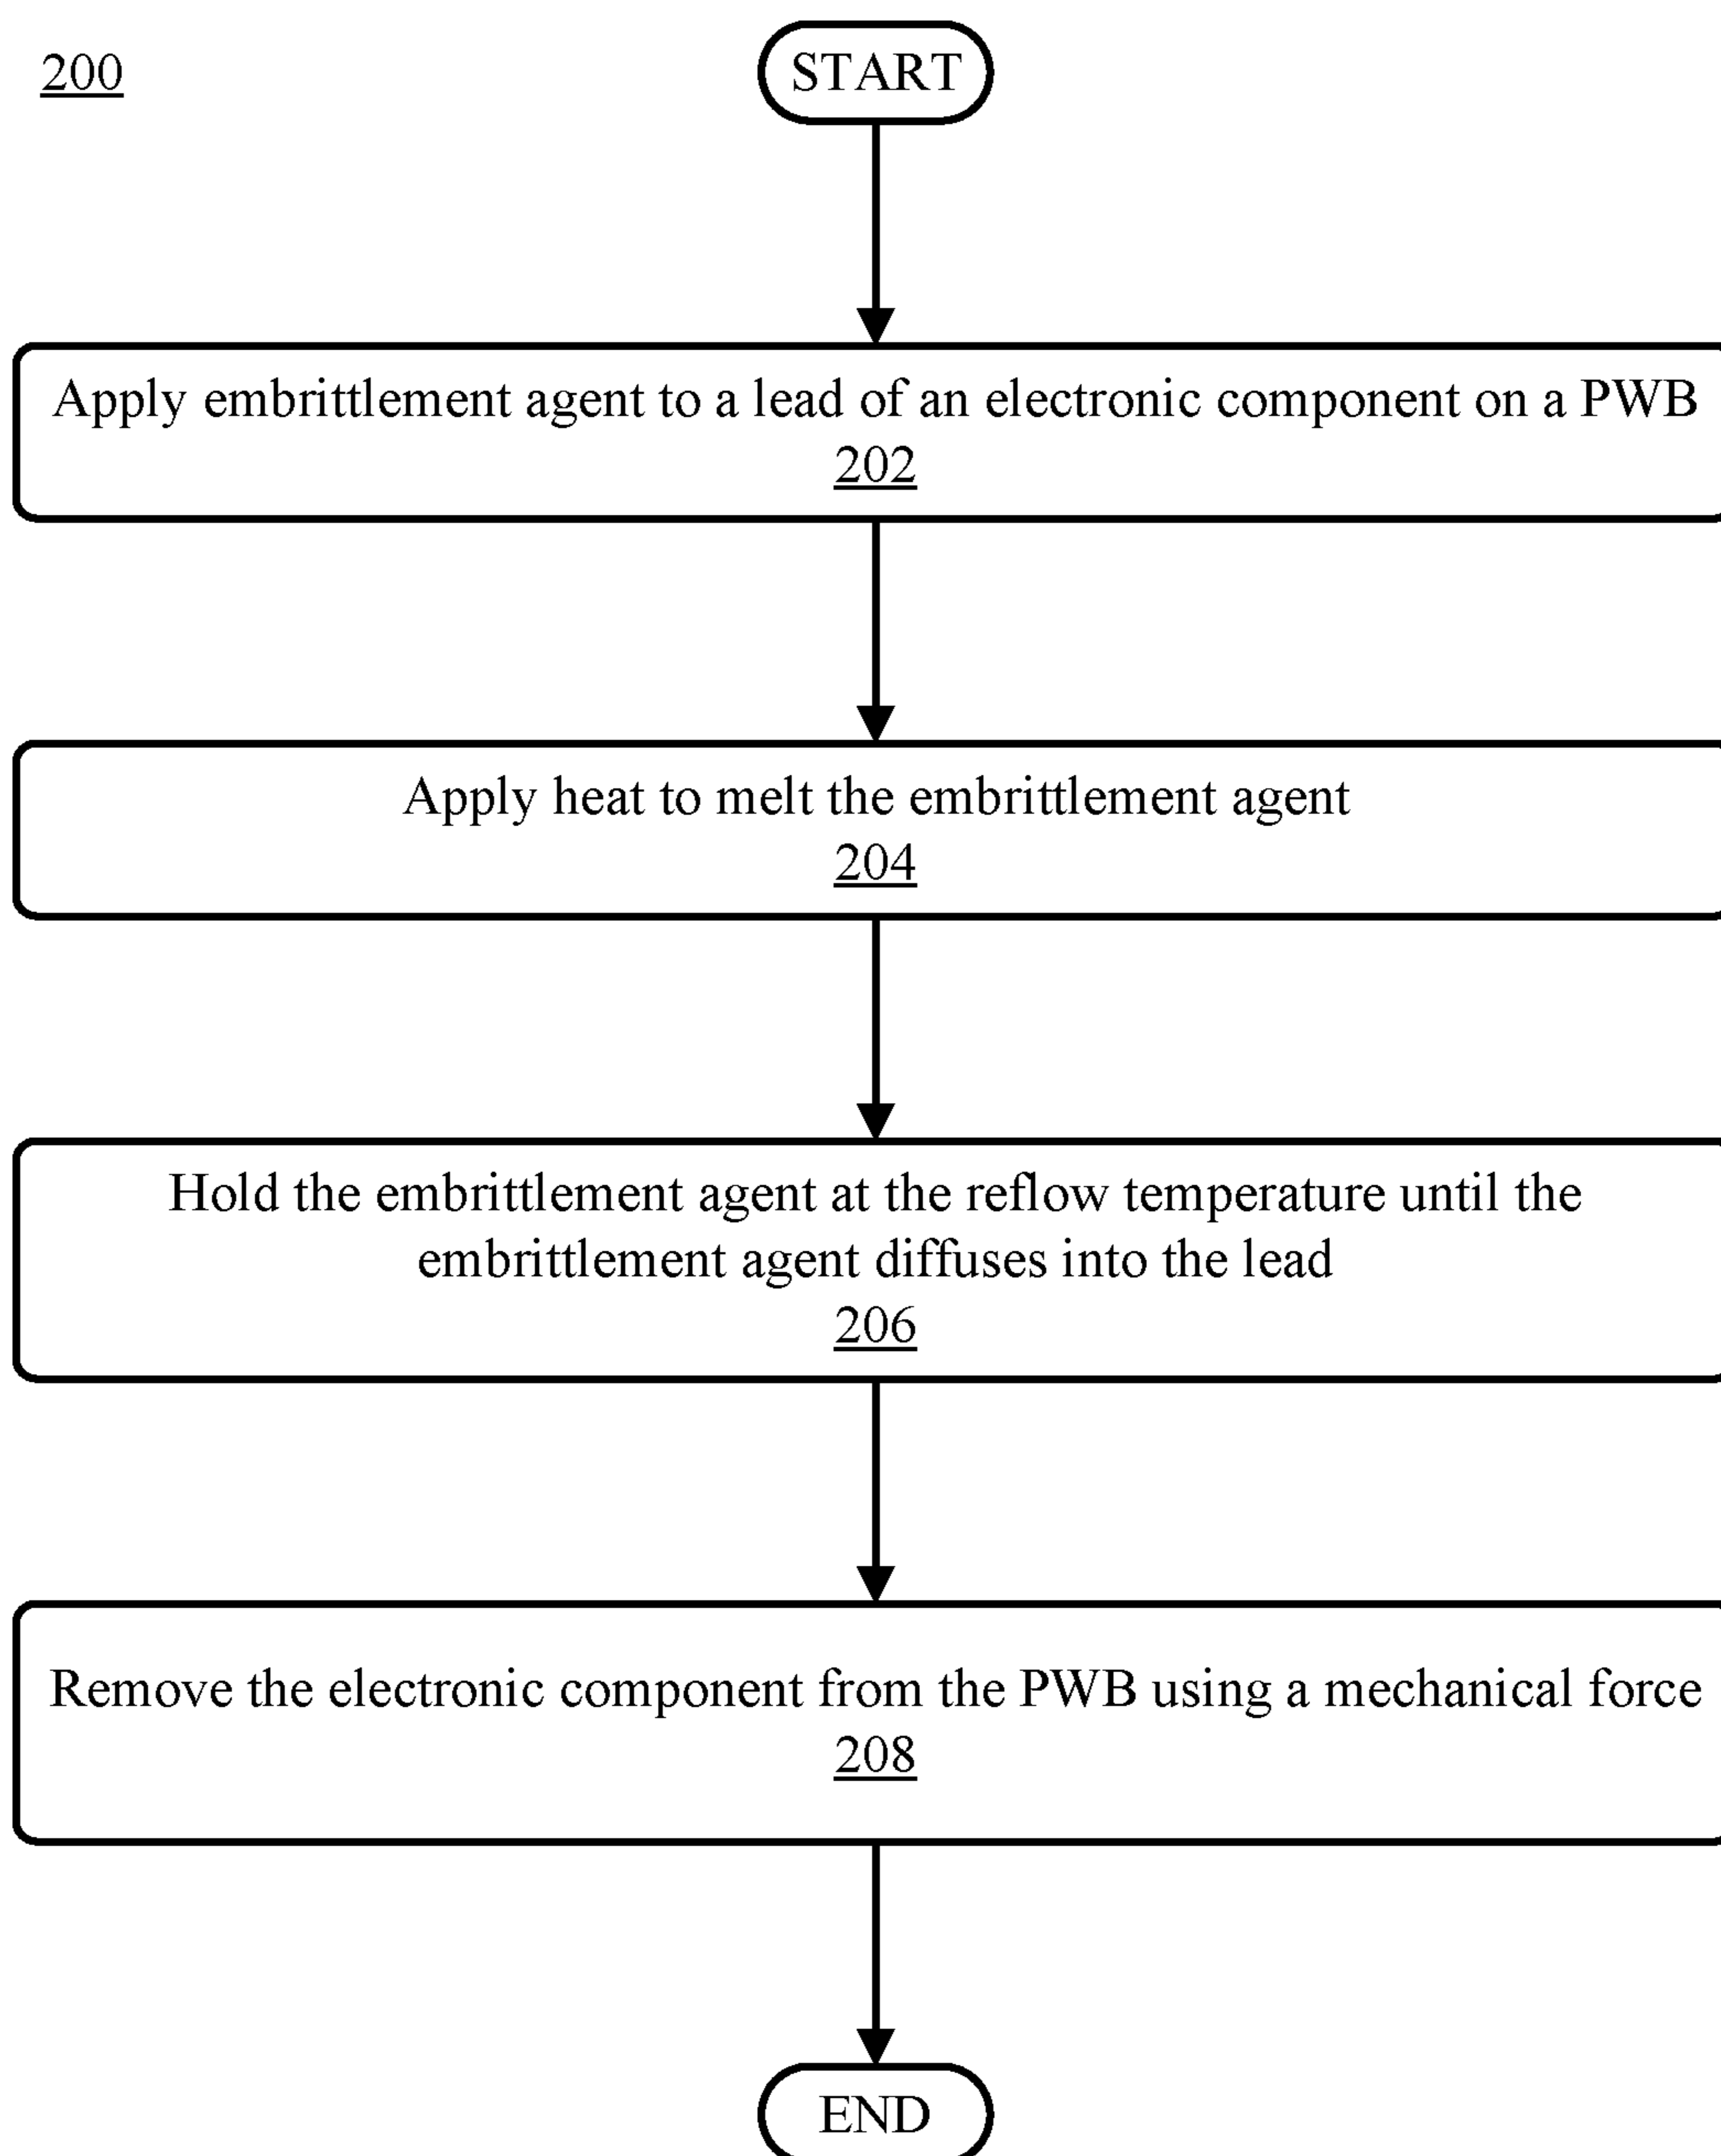 200
START
Apply embrittlement agent to a lead of an electronic component on a PWB
202
Apply heat to melt the embrittlement agent
204
Hold the embrittlement agent at the reflow temperature until the
embrittlement agent diffuses into the lead
206
Remove the electronic component from the PWB using a mechanical force
208
END